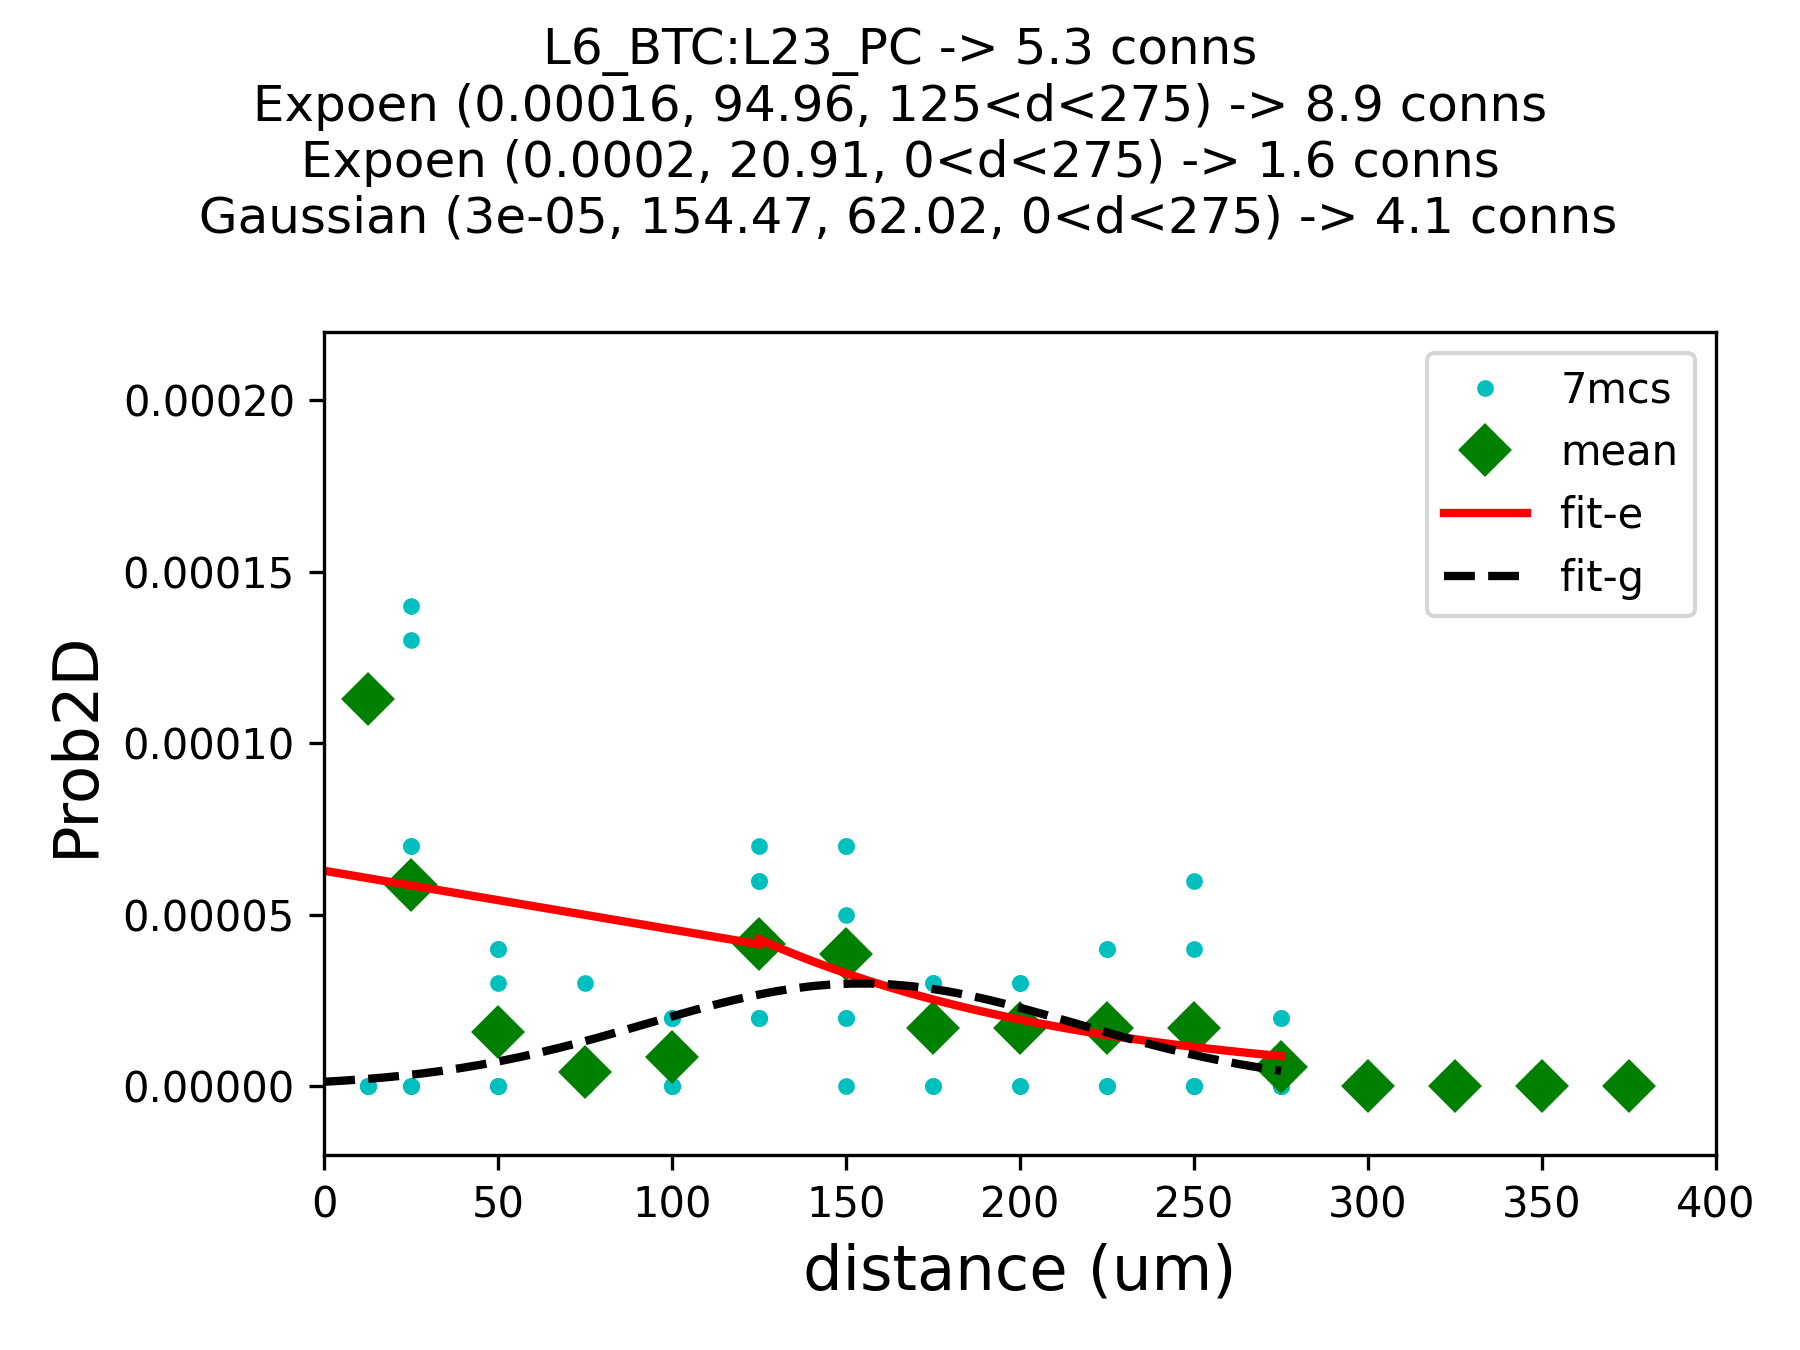 L6_BTC:L23_PC -> 5.3 conns
Expoen (0.00016, 94.96, 125<d<275) -> 8.9 conns
Expoen (0.0002, 20.91, 0<d<275) -> 1.6 conns
Gaussian (3e-05, 154.47, 62.02, 0<d<275) -> 4.1 conns
7mcs
mean
fit-e
fit-g
Prob2D
0.00020
0.00015
0.00010
0.00005
0.00000
0 50 100 150 200 250 300 350 400
distance (um)